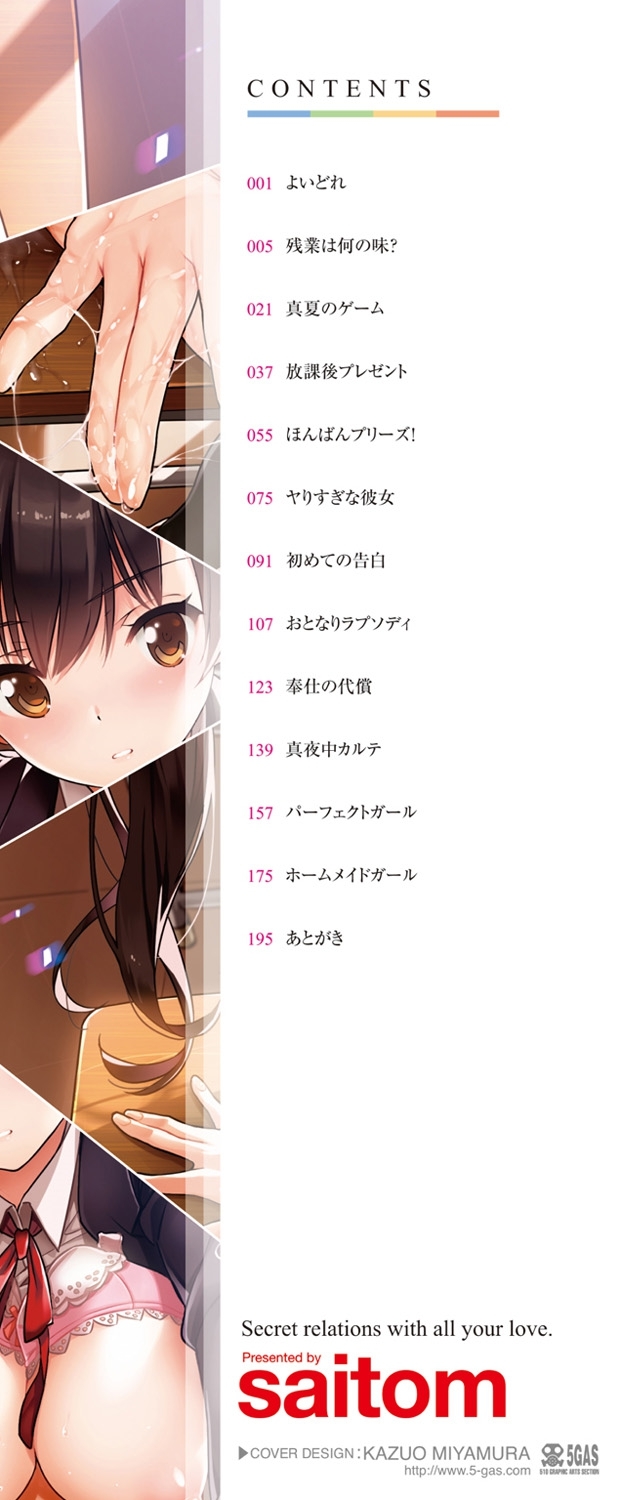 CONTENTS
001 よいどれ
005 残業は何の味?
021 真夏のゲーム
037 放課後プレゼント
055 ほんばんプリーズ!
075 ヤりすぎな彼女
091 初めての告白
107 おとなりラプソディ
123 奉仕の代償
139 真夜中カルテ
157 パーフェクトガール
175 ホームメイドガール
195 あとがき
Secret relations with all your love.
Presented by
saitom
▶COVER DESIGN:KAZUO MIYAMURA
http://www.5-gas.com
5GAS
510 GRAPHIC ARTS SECTION